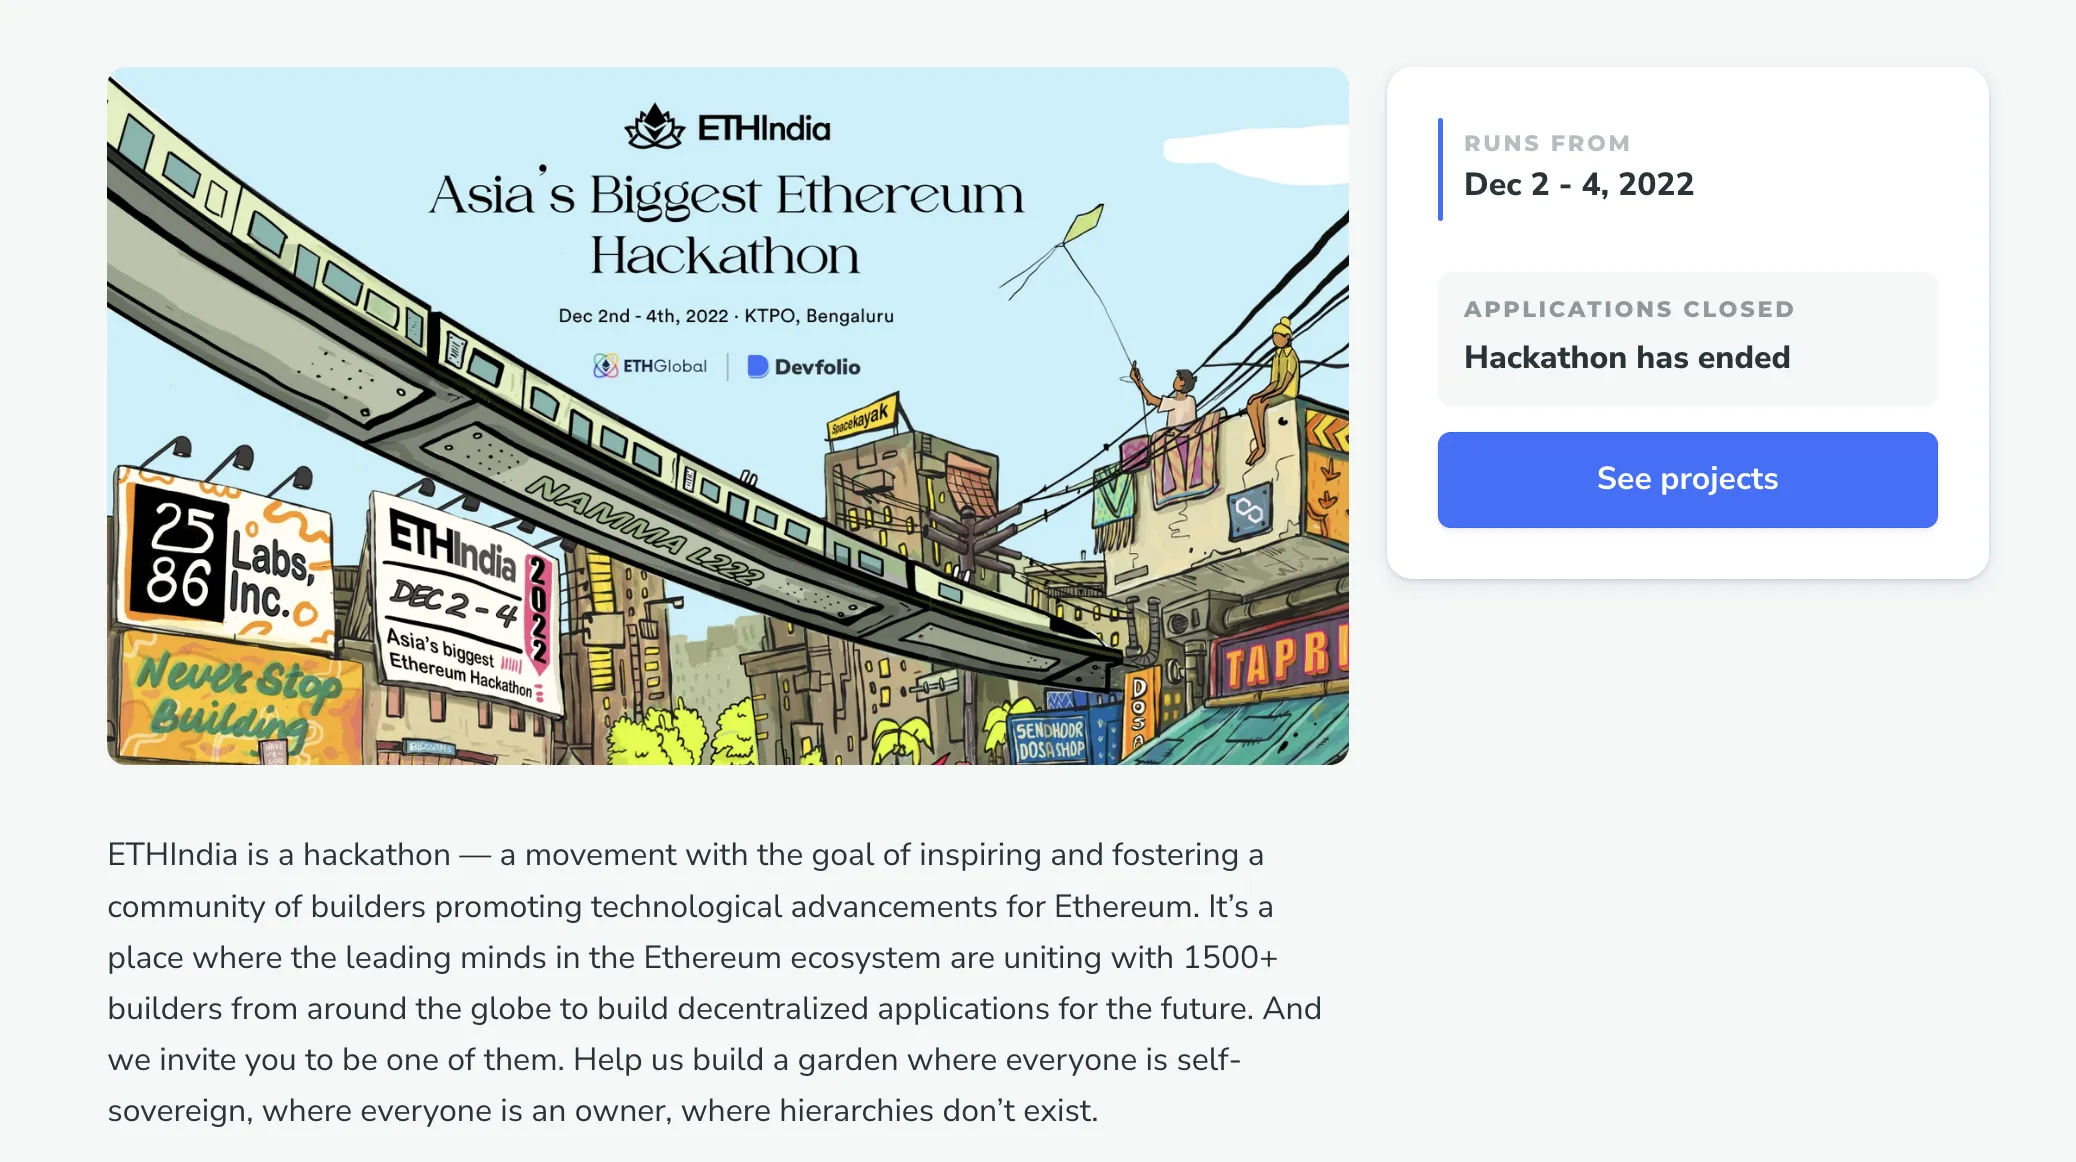 ETHIndia
Asia's Biggest Ethereum
Hackathon
Dec 2nd - 4th, 2022 · KTPO, Bengaluru
ETHGlobal
Devfolio
Spacekayak
NAMMA L222
25
86
Labs,
Inc.
Never Stop
Building
ETHIndia
2022
DEC 2 - 4
Asia's biggest
Ethereum Hackathon
BLOSSOMS
TAPRI
DOSA
SENDHOOR
DOSA SHOP
RUNS FROM
Dec 2 - 4, 2022
APPLICATIONS CLOSED
Hackathon has ended
See projects
ETHIndia is a hackathon — a movement with the goal of inspiring and fostering a
community of builders promoting technological advancements for Ethereum. It’s a
place where the leading minds in the Ethereum ecosystem are uniting with 1500+
builders from around the globe to build decentralized applications for the future. And
we invite you to be one of them. Help us build a garden where everyone is self-
sovereign, where everyone is an owner, where hierarchies don’t exist.